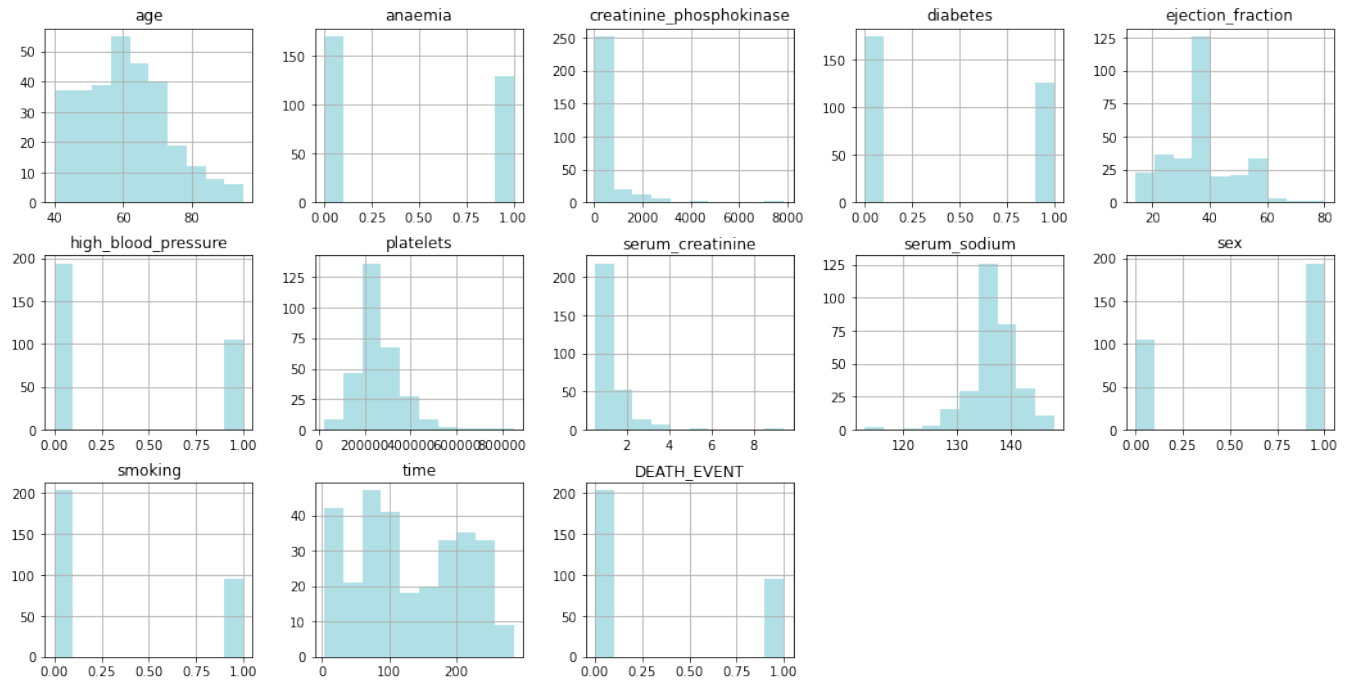 age
50
40
30
20
10
0
40 60 80
anaemia
150
100
50
0
0.00 0.25 0.50 0.75 1.00
creatinine_phosphokinase
250
200
150
100
50
0
0 2000 4000 6000 8000
diabetes
150
100
50
0
0.00 0.25 0.50 0.75 1.00
ejection_fraction
125
100
75
50
25
0
20 40 60 80
high_blood_pressure
200
150
100
50
0
0.00 0.25 0.50 0.75 1.00
platelets
125
100
75
50
25
0
0 200000 400000 600000 800000
serum_creatinine
200
150
100
50
0
2 4 6 8
serum_sodium
125
100
75
50
25
0
120 130 140
sex
200
150
100
50
0
0.00 0.25 0.50 0.75 1.00
smoking
200
150
100
50
0
0.00 0.25 0.50 0.75 1.00
time
40
30
20
10
0
0 100 200
DEATH_EVENT
200
150
100
50
0
0.00 0.25 0.50 0.75 1.00